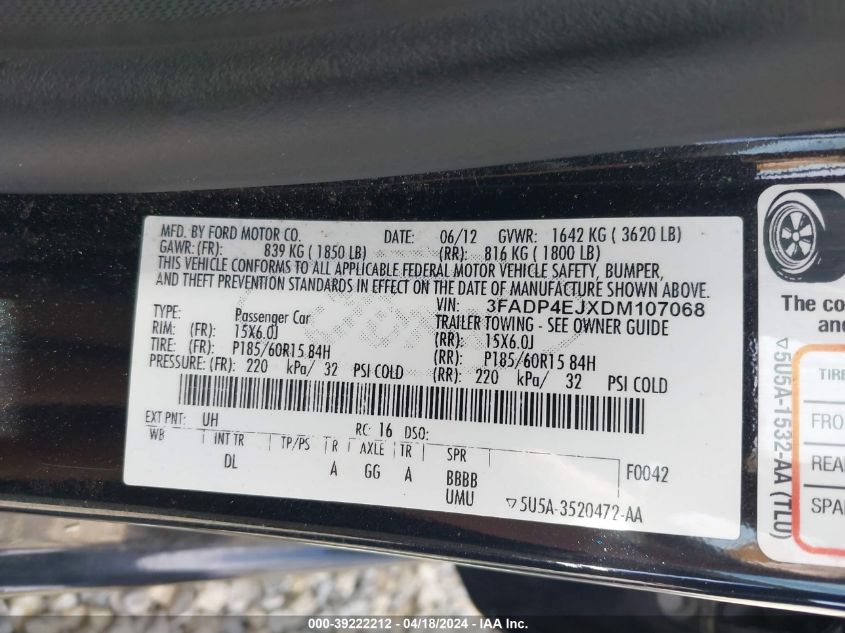 MFD. BY FORD MOTOR CO. DATE: 06/12 GVWR: 1642 KG ( 3620 LB)
GAWR: (FR): 839 KG ( 1850 LB) (RR): 816 KG ( 1800 LB)
THIS VEHICLE CONFORMS TO ALL APPLICABLE FEDERAL MOTOR VEHICLE SAFETY, BUMPER,
AND THEFT PREVENTION STANDARDS IN EFFECT ON THE DATE OF MANUFACTURE SHOWN ABOVE.
VIN: 3FADP4EJXDM107068
TYPE: Passenger Car TRAILER TOWING - SEE OWNER GUIDE
RIM: (FR): 15X6.0J (RR): 15X6.0J
TIRE: (FR): P185/60R15 84H (RR): P185/60R15 84H
PRESSURE: (FR): 220 kPa/ 32 PSI COLD (RR): 220 kPa/ 32 PSI COLD
EXT PNT: UH RC: 16 DSO:
WB INT TR TP/PS R AXLE TR SPR F0042
DL A GG A BBBB
UMU ▽5U5A-3520472-AA
The co
and
▽5U5A-1532-AA (TLU)
TIRE
FRO
REA
SPA
000-39222212 - 04/18/2024 - IAA Inc.